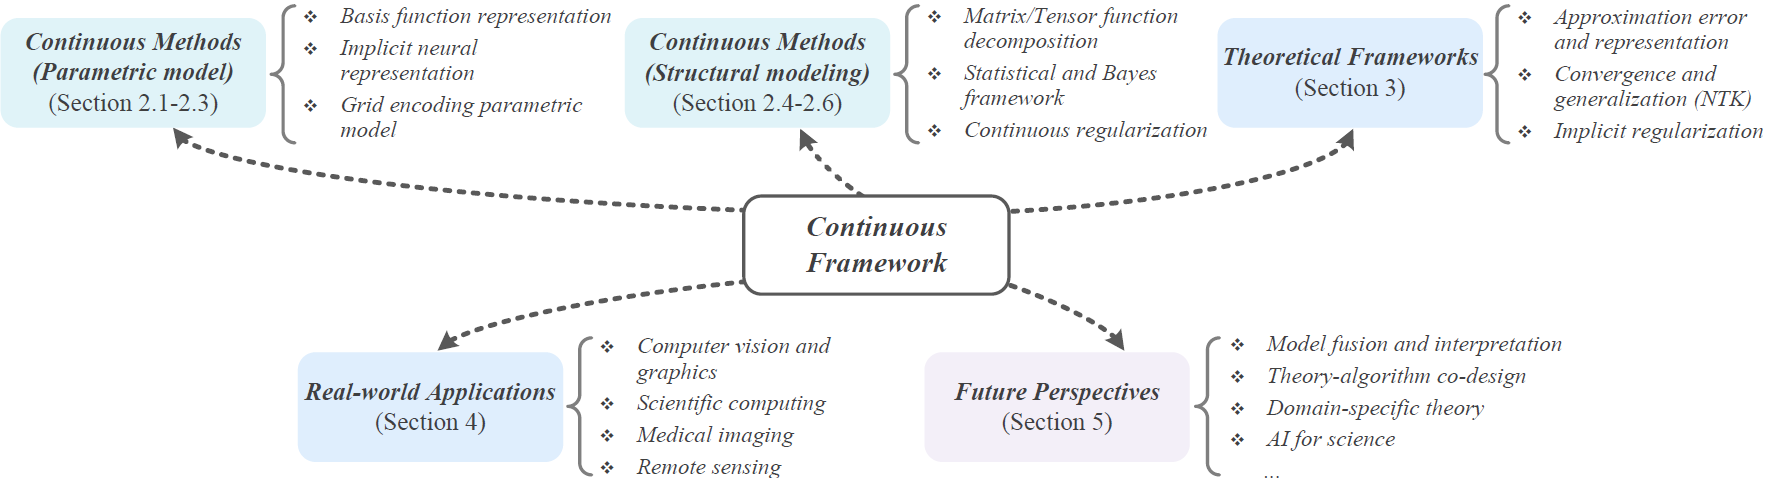 Continuous Methods
(Parametric model)
(Section 2.1-2.3)
❖ Basis function representation
❖ Implicit neural
representation
❖ Grid encoding parametric
model
Continuous Methods
(Structural modeling)
(Section 2.4-2.6)
❖ Matrix/Tensor function
decomposition
❖ Statistical and Bayes
framework
❖ Continuous regularization
Theoretical Frameworks
(Section 3)
❖ Approximation error
and representation
❖ Convergence and
generalization (NTK)
❖ Implicit regularization
Continuous
Framework
Real-world Applications
(Section 4)
❖ Computer vision and
graphics
❖ Scientific computing
❖ Medical imaging
❖ Remote sensing
Future Perspectives
(Section 5)
❖ Model fusion and interpretation
❖ Theory-algorithm co-design
❖ Domain-specific theory
❖ AI for science
...